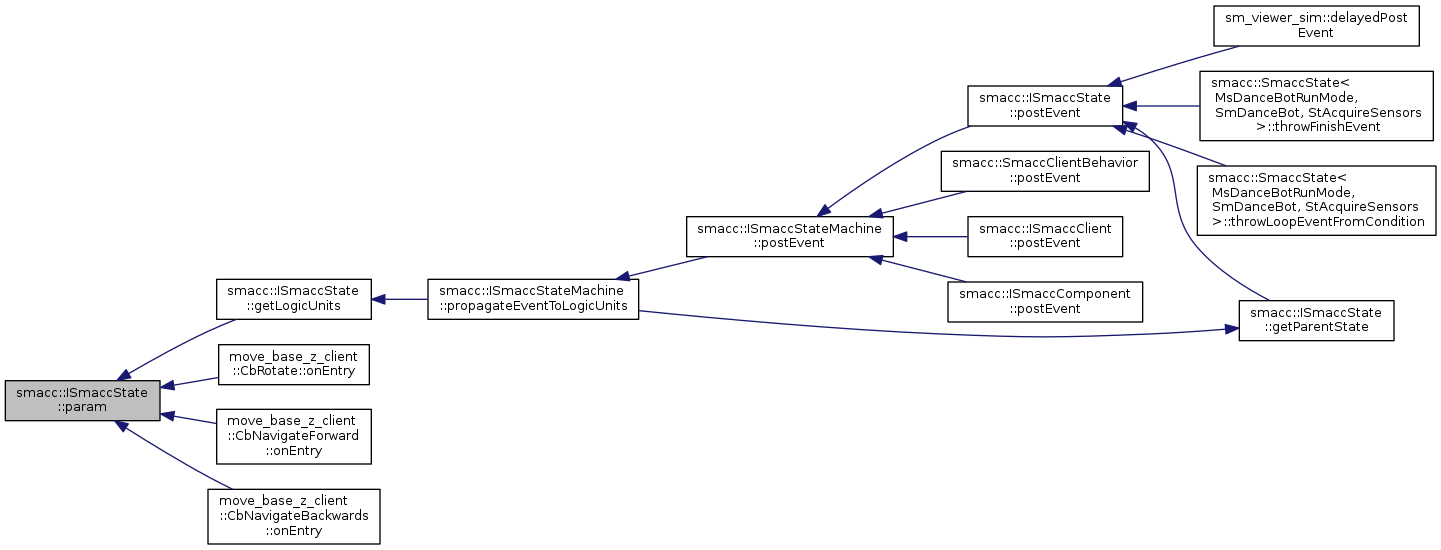 sm_viewer_sim::delayedPost
Event
smacc::ISmaccState
::postEvent
smacc::SmaccState<
MsDanceBotRunMode,
SmDanceBot, StAcquireSensors
>::throwFinishEvent
smacc::SmaccClientBehavior
::postEvent
smacc::SmaccState<
MsDanceBotRunMode,
SmDanceBot, StAcquireSensors
>::throwLoopEventFromCondition
smacc::ISmaccStateMachine
::postEvent
smacc::ISmaccClient
::postEvent
smacc::ISmaccState
::getLogicUnits
smacc::ISmaccStateMachine
::propagateEventToLogicUnits
smacc::ISmaccComponent
::postEvent
smacc::ISmaccState
::getParentState
move_base_z_client
::CbRotate::onEntry
smacc::ISmaccState
::param
move_base_z_client
::CbNavigateForward
::onEntry
move_base_z_client
::CbNavigateBackwards
::onEntry